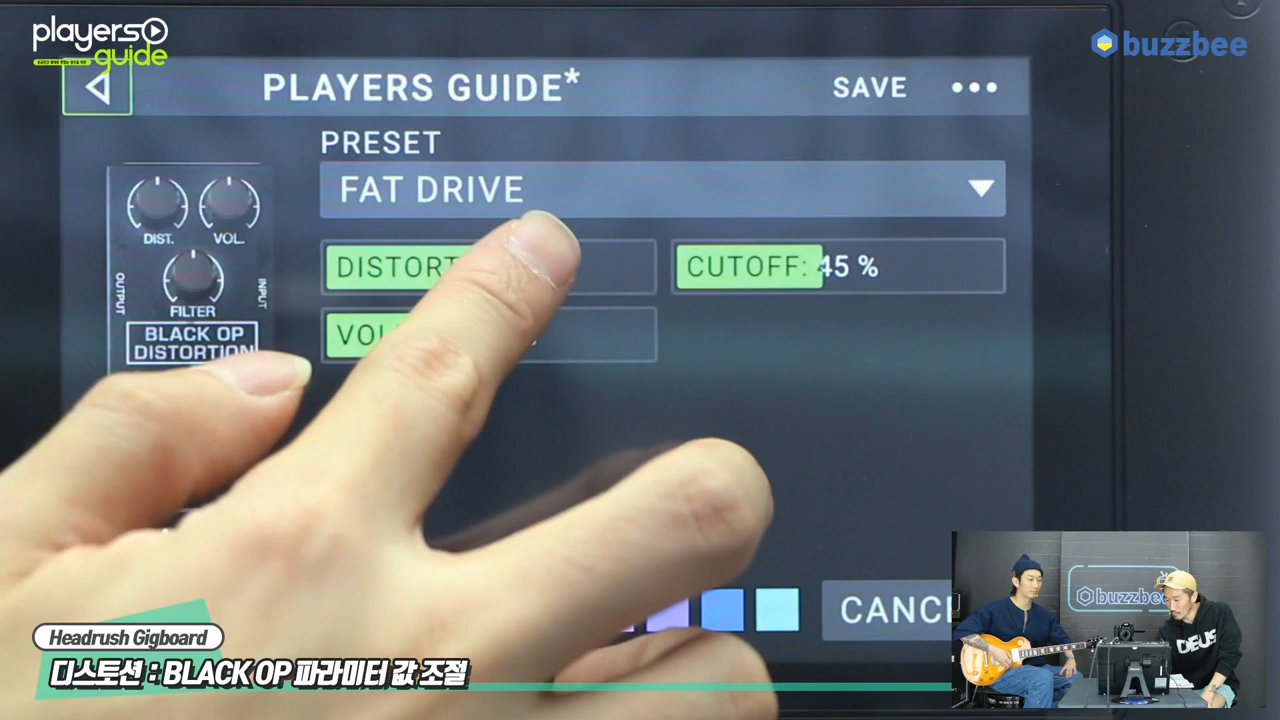 players
guide
buzzbee
PLAYERS GUIDE*
SAVE
PRESET
FAT DRIVE
DIST.
VOL.
OUTPUT
INPUT
FILTER
BLACK OP
DISTORTION
CUTOFF: 45 %
Headrush Gigboard
디스토션 : BLACK OP 파라미터 값 조절
buzzbee
DEUS